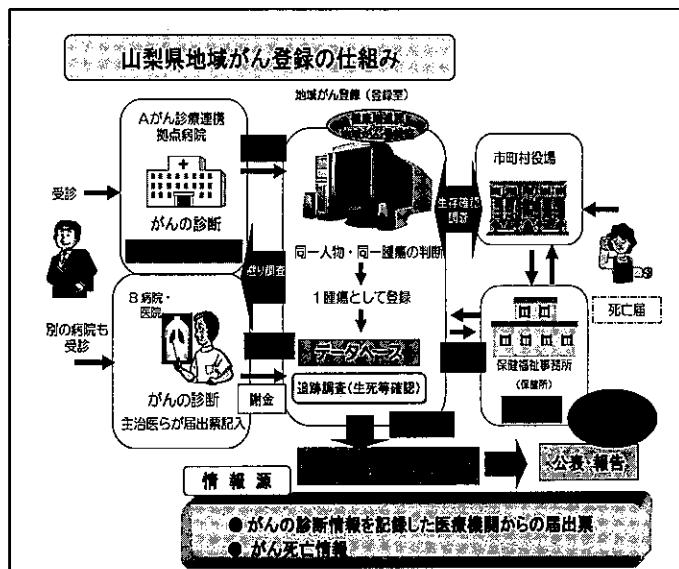 山梨県地域がん登録の仕組み
地域がん登録(登録室)
Aがん診療連携
拠点病院
受診
がんの診断
市町村役場
生存確認
調査
同一人物・同一腫瘍の判断
遡り調査
1腫瘍として登録
B病院・
医院
別の病院も
受診
データベース
死亡届
保健福祉事務所
(保健所)
追跡調査(生死等確認)
がんの診断
主治医らが届出票記入
謝金
公表・報告
情報源
●がんの診断情報を記録した医療機関からの届出票
●がん死亡情報